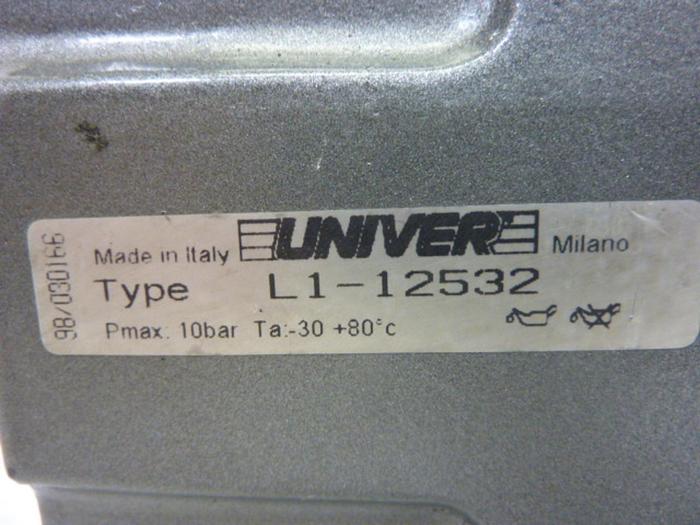 Made in Italy UNIVER Milano
Type L1-12532
Pmax. 10bar Ta:-30 +80°c
98/030166